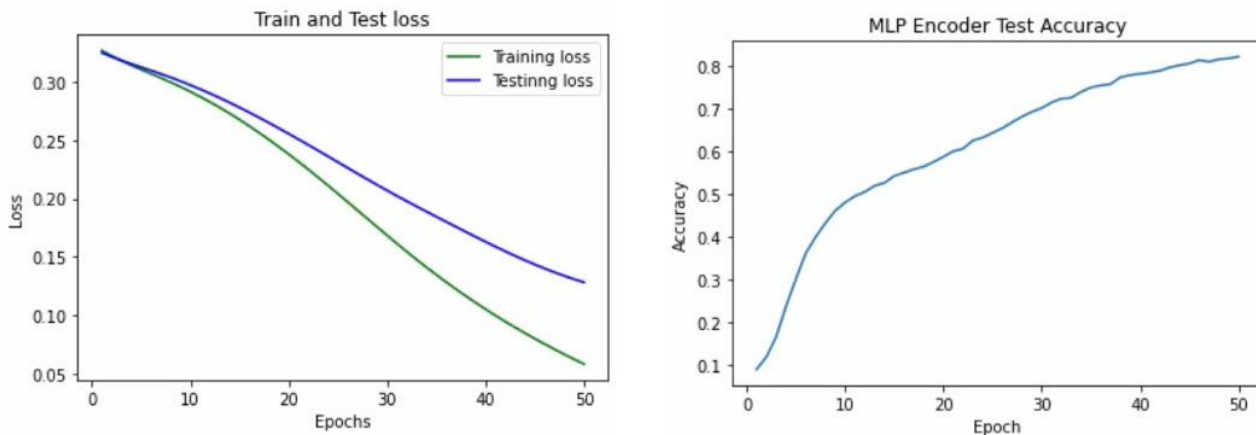 Train and Test loss
Training loss
Testinng loss
0.30
0.25
0.20
0.15
0.10
0.05
Loss
0 10 20 30 40 50
Epochs
MLP Encoder Test Accuracy
0.8
0.7
0.6
0.5
0.4
0.3
0.2
0.1
Accuracy
0 10 20 30 40 50
Epoch